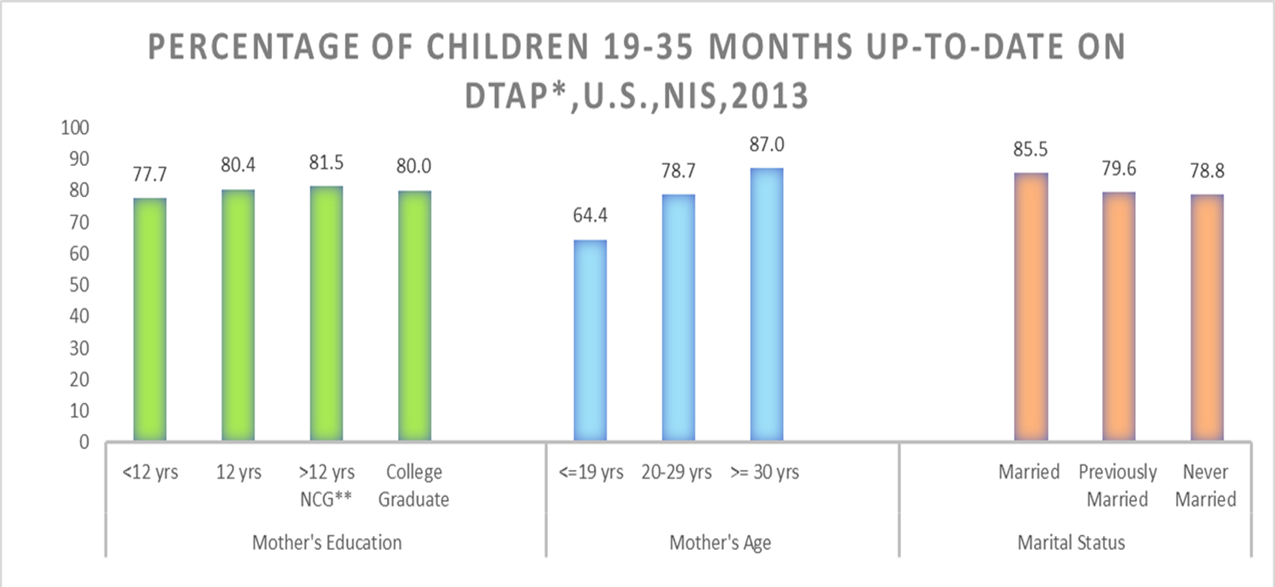 PERCENTAGE OF CHILDREN 19-35 MONTHS UP-TO-DATE ON
DTAP*,U.S.,NIS,2013
100
90
80
70
60
50
40
30
20
10
0
77.7
80.4
81.5
80.0
64.4
78.7
87.0
85.5
79.6
78.8
<12 yrs
12 yrs
>12 yrs
NCG**
College
Graduate
<=19 yrs
20-29 yrs
>= 30 yrs
Married
Previously
Married
Never
Married
Mother's Education
Mother's Age
Marital Status